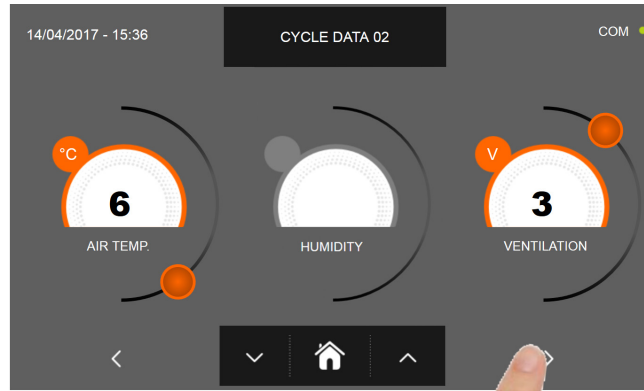 14/04/2017 - 15:36
CYCLE DATA 02
COM
°C
V
6
3
AIR TEMP.
HUMIDITY
VENTILATION